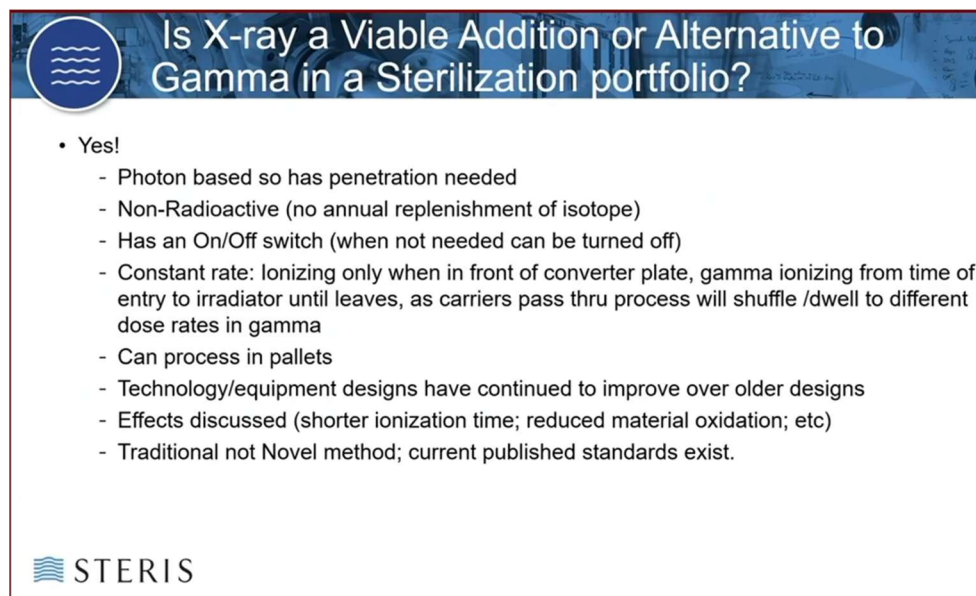 Is X-ray a Viable Addition or Alternative to
Gamma in a Sterilization portfolio?
• Yes!
- Photon based so has penetration needed
- Non-Radioactive (no annual replenishment of isotope)
- Has an On/Off switch (when not needed can be turned off)
- Constant rate: Ionizing only when in front of converter plate, gamma ionizing from time of
entry to irradiator until leaves, as carriers pass thru process will shuffle /dwell to different
dose rates in gamma
- Can process in pallets
- Technology/equipment designs have continued to improve over older designs
- Effects discussed (shorter ionization time; reduced material oxidation; etc)
- Traditional not Novel method; current published standards exist.
STERIS